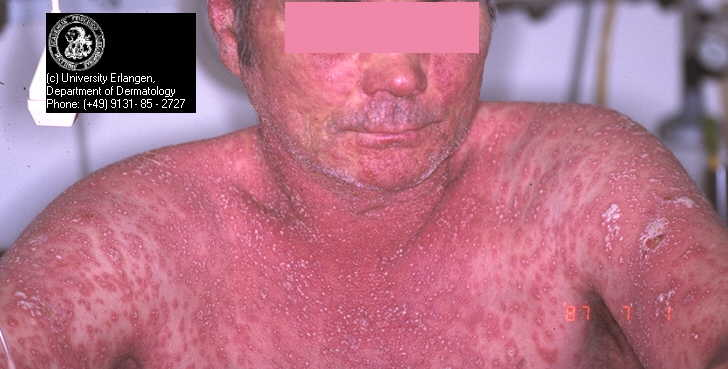 (c) University Erlangen,
Department of Dermatology
Phone: (+49) 9131- 85 - 2727
87 7 1